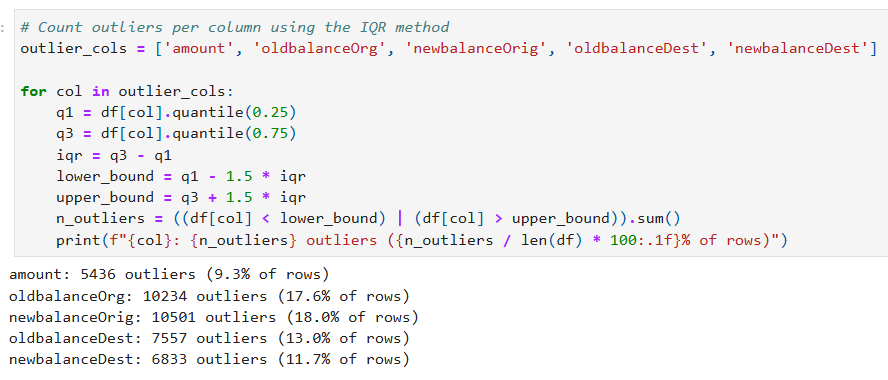 # Count outliers per column using the IQR method
outlier_cols = ['amount', 'oldbalanceOrg', 'newbalanceOrig', 'oldbalanceDest', 'newbalanceDest']
for col in outlier_cols:
    q1 = df[col].quantile(0.25)
    q3 = df[col].quantile(0.75)
    iqr = q3 - q1
    lower_bound = q1 - 1.5 * iqr
    upper_bound = q3 + 1.5 * iqr
    n_outliers = ((df[col] < lower_bound) | (df[col] > upper_bound)).sum()
    print(f"{col}: {n_outliers} outliers ({n_outliers / len(df) * 100:.1f}% of rows)")
amount: 5436 outliers (9.3% of rows)
oldbalanceOrg: 10234 outliers (17.6% of rows)
newbalanceOrig: 10501 outliers (18.0% of rows)
oldbalanceDest: 7557 outliers (13.0% of rows)
newbalanceDest: 6833 outliers (11.7% of rows)